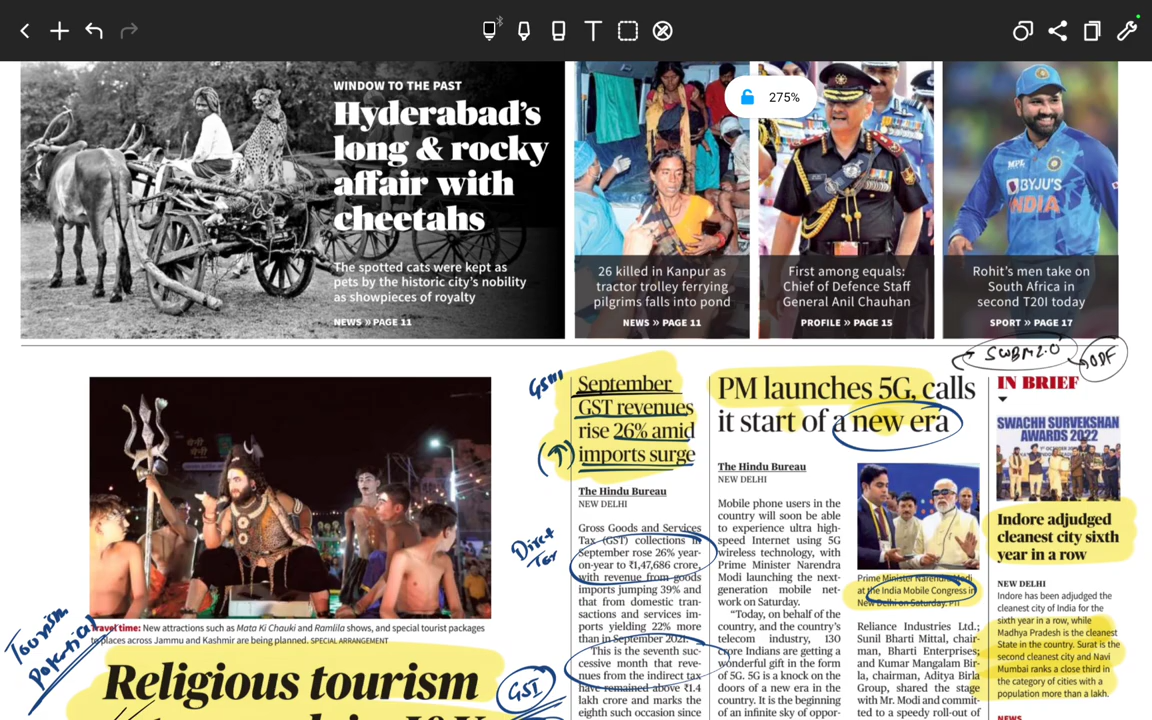 275%
WINDOW TO THE PAST
Hyderabad's
long & rocky
affair with
cheetahs
The spotted cats were kept as
pets by the historic city's nobility
as showpieces of royalty
NEWS » PAGE 11
26 killed in Kanpur as
tractor trolley ferrying
pilgrims falls into pond
NEWS » PAGE 11
First among equals:
Chief of Defence Staff
General Anil Chauhan
PROFILE » PAGE 15
MPL
BYJU'S
INDIA
Rohit's men take on
South Africa in
second T20I today
SPORT » PAGE 17
SWBM 2.0
ODF
Travel time: New attractions such as Mata Ki Chauki and Ramlila shows, and special tourist packages
to places across Jammu and Kashmir are being planned. SPECIAL ARRANGEMENT
Tourism
Potential
Religious tourism
GST
September
GST revenues
rise 26% amid
imports surge
The Hindu Bureau
NEW DELHI
Direct
Gross Goods and Services
Tax (GST) collections in
September rose 26% year-
on-year to ₹1,47,686 crore,
with revenue from goods
imports jumping 39% and
that from domestic tran-
sactions and services im-
ports yielding 22% more
than in September 2021.
This is the seventh suc-
cessive month that reve-
nues from the indirect tax
have remained above ₹1.4
lakh crore and marks the
eighth such occasion since
PM launches 5G, calls
it start of a new era
The Hindu Bureau
NEW DELHI
Mobile phone users in the
country will soon be able
to experience ultra high-
speed Internet using 5G
wireless technology, with
Prime Minister Narendra
Modi launching the next-
generation mobile net-
work on Saturday.
"Today, on behalf of the
country, and the country's
telecom industry, 130
crore Indians are getting a
wonderful gift in the form
of 5G. 5G is a knock on the
doors of a new era in the
country. It is the beginning
of an infinite sky of oppor-
Prime Minister Narendra Modi
at the India Mobile Congress in
New Delhi on Saturday. PTI
Reliance Industries Ltd.;
Sunil Bharti Mittal, chair-
man, Bharti Enterprises;
and Kumar Mangalam Bir-
la, chairman, Aditya Birla
Group, shared the stage
with Mr. Modi and commit-
ted to a speedy roll-out of
IN BRIEF
SWACHH SURVEKSHAN
AWARDS 2022
Indore adjudged
cleanest city sixth
year in a row
NEW DELHI
Indore has been adjudged the
cleanest city of India for the
sixth year in a row, while
Madhya Pradesh is the cleanest
State in the country. Surat is the
second cleanest city and Navi
Mumbai ranks a close third in
the category of cities with a
population more than a lakh.
NEWS